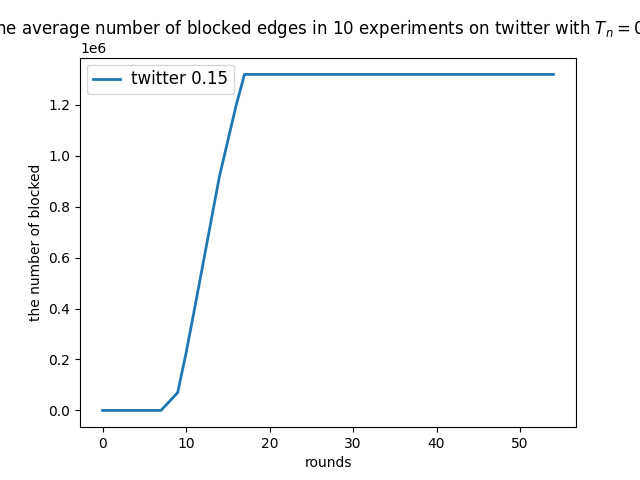 he average number of blocked edges in 10 experiments on twitter with Tₙ = 0
1e6
twitter 0.15
1.2
1.0
0.8
0.6
0.4
0.2
0.0
the number of blocked
0 10 20 30 40 50
rounds